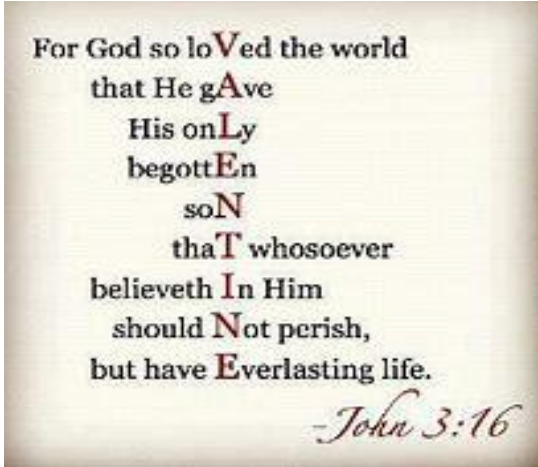 For God so loVed the world
that He gAve
His onLy
begottEn
soN
thaT whosoever
believeth In Him
should Not perish,
but have Everlasting life.
-John 3:16